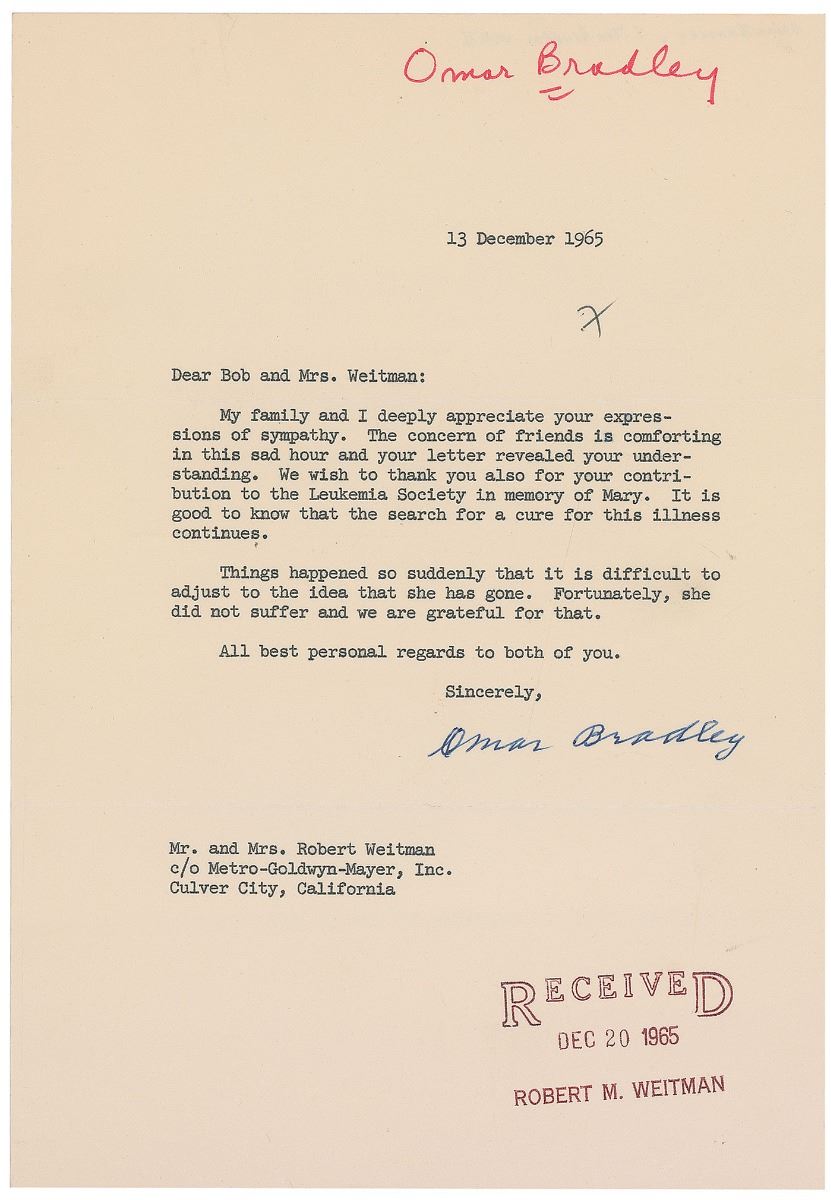 Omar Bradley
13 December 1965
Dear Bob and Mrs. Weitman:
My family and I deeply appreciate your expres-
sions of sympathy. The concern of friends is comforting
in this sad hour and your letter revealed your under-
standing. We wish to thank you also for your contri-
bution to the Leukemia Society in memory of Mary. It is
good to know that the search for a cure for this illness
continues.
Things happened so suddenly that it is difficult to
adjust to the idea that she has gone. Fortunately, she
did not suffer and we are grateful for that.
All best personal regards to both of you.
Sincerely,
Omar Bradley
Mr. and Mrs. Robert Weitman
c/o Metro-Goldwyn-Mayer, Inc.
Culver City, California
RECEIVED
DEC 20 1965
ROBERT M. WEITMAN